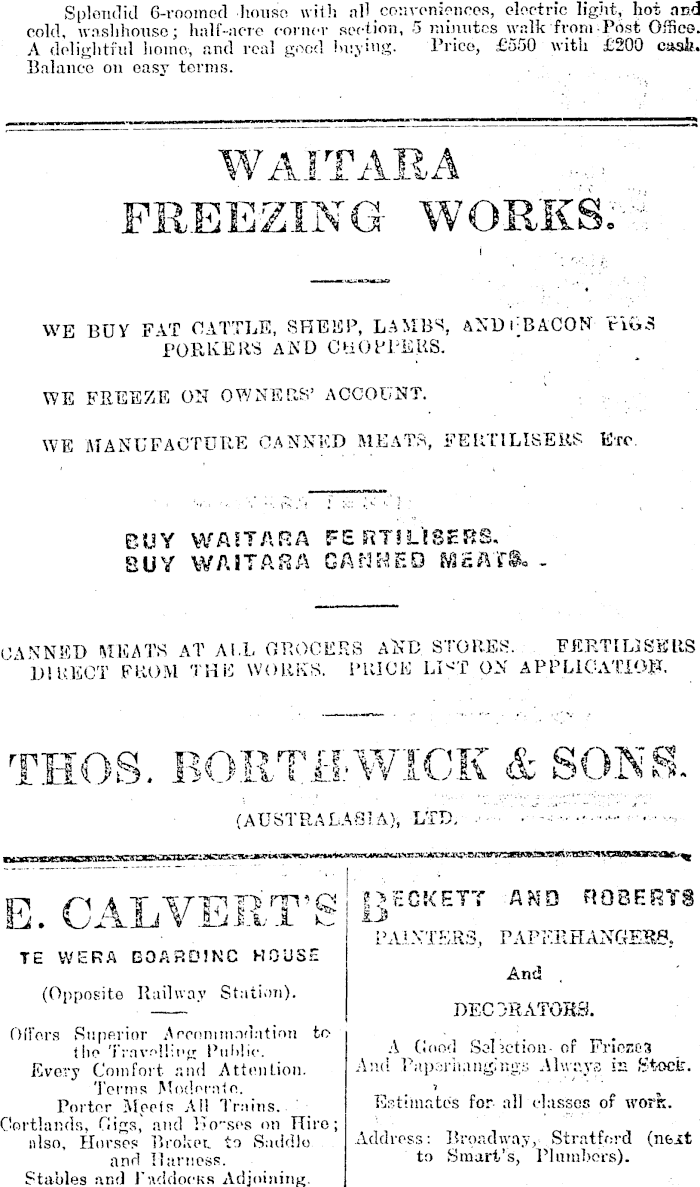 Splendid 6-roomed house with all conveniences, electric light, hot and
cold, washhouse; half-acre corner section, 5 minutes walk from Post Office.
A delightful home, and real good buying. Price, £550 with £200 cash.
Balance on easy terms.
WAITARA
FREEZING WORKS.
WE BUY FAT CATTLE, SHEEP, LAMBS, AND BACON PIGS
PORKERS AND CHOPPERS.
WE FREEZE ON OWNERS' ACCOUNT.
WE MANUFACTURE CANNED MEATS, FERTILISERS Etc.
BUY WAITARA FERTILISERS.
BUY WAITARA CANNED MEATS.
CANNED MEATS AT ALL GROCERS AND STORES. FERTILISERS
DIRECT FROM THE WORKS. PRICE LIST ON APPLICATION.
THOS. BORTHWICK & SONS.
(AUSTRALASIA), LTD.
E. CALVERT'S
TE WERA BOARDING HOUSE
(Opposite Railway Station).
Offers Superior Accommodation to
the Travelling Public.
Every Comfort and Attention.
Terms Moderate.
Porter Meets All Trains.
Cortlands, Gigs, and Horses on Hire;
also, Horses Broken to Saddle
and Harness.
Stables and Paddocks Adjoining.
BECKETT AND ROBERTS
PAINTERS, PAPERHANGERS,
And
DECORATORS.
A Good Selection of Friezes
And Paperhangings Always in Stock.
Estimates for all classes of work.
Address: Broadway, Stratford (next
to Smart's, Plumbers).